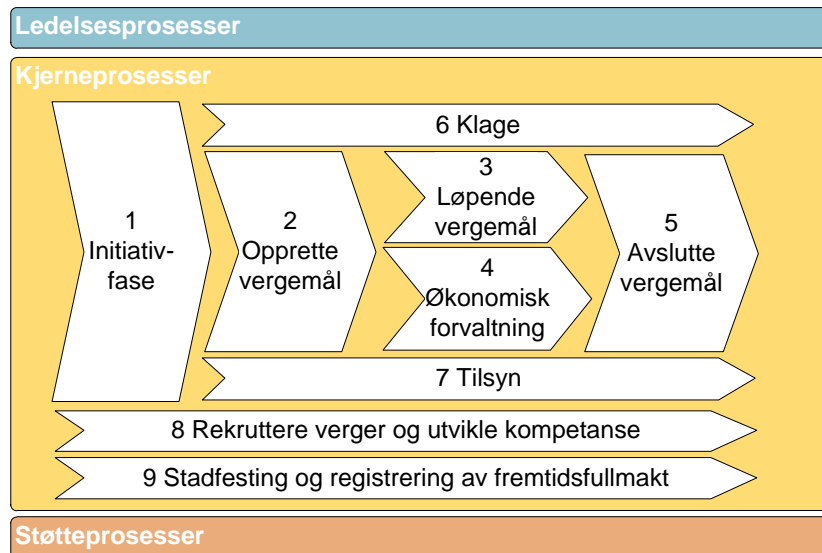 Ledelsesprosesser
Kjerneprosesser
6 Klage
1
Initiativ-
fase
2
Opprette
vergemål
3
Løpende
vergemål
4
Økonomisk
forvaltning
5
Avslutte
vergemål
7 Tilsyn
8 Rekruttere verger og utvikle kompetanse
9 Stadfesting og registrering av fremtidsfullmakt
Støtteprosesser